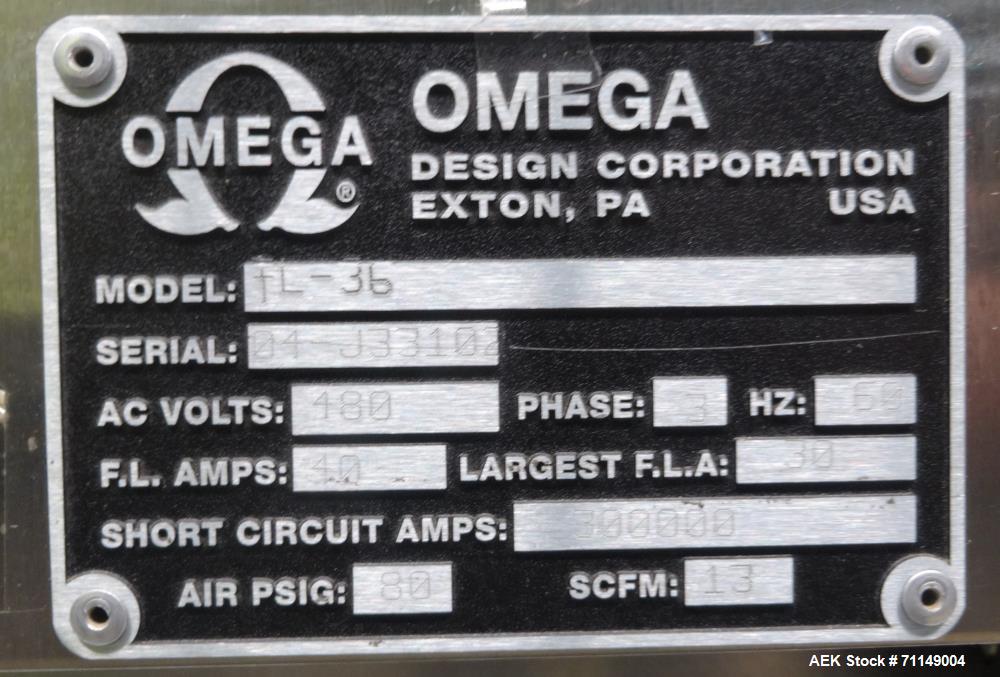 OMEGA ®
OMEGA
DESIGN CORPORATION
EXTON, PA USA
MODEL: TL-36
SERIAL: 04-J33102
AC VOLTS: 480 PHASE: 3 HZ: 60
F.L. AMPS: 40 LARGEST F.L.A: 30
SHORT CIRCUIT AMPS:
AIR PSIG: 80 SCFM: 13
AEK Stock # 71149004